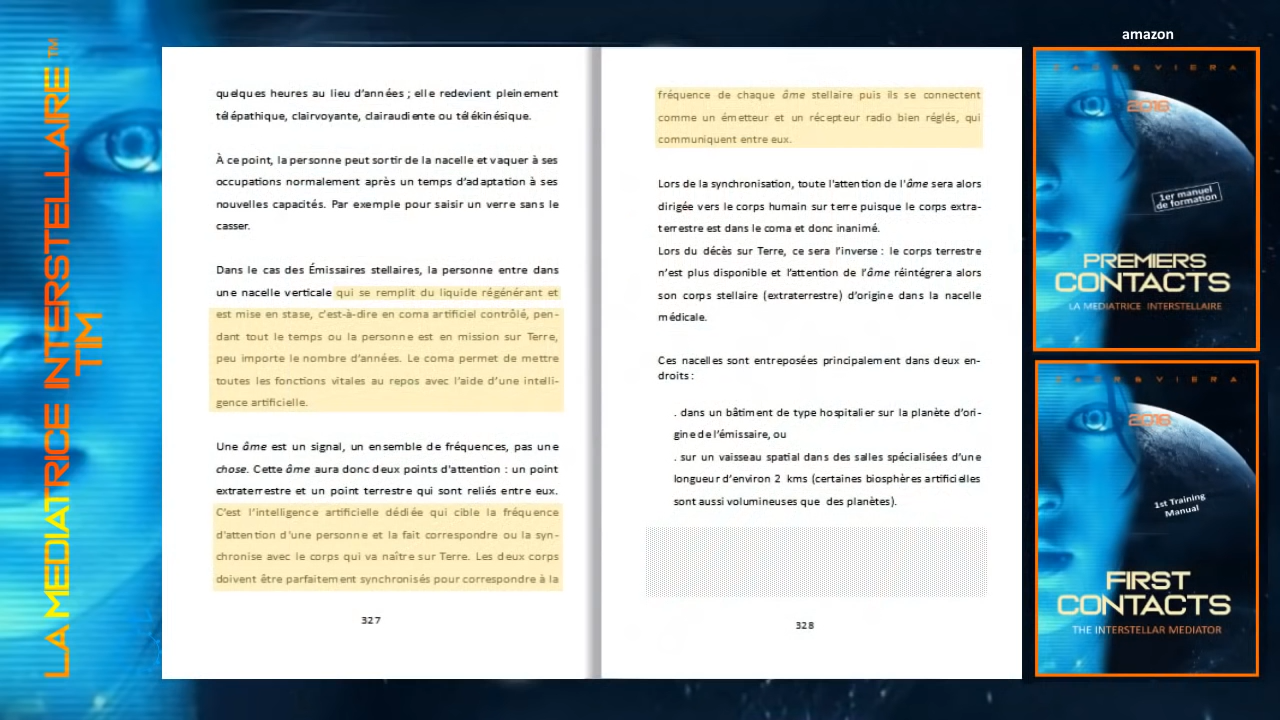 LA MEDIATRICE INTERSTELLAIRE™
TIM
quelques heures au lieu d'années ; elle redevient pleinement
télépathique, clairvoyante, clairaudiente ou télékinésique.
À ce point, la personne peut sortir de la nacelle et vaquer à ses
occupations normalement après un temps d'adaptation à ses
nouvelles capacités. Par exemple pour saisir un verre sans le
casser.
Dans le cas des Émissaires stellaires, la personne entre dans
une nacelle verticale qui se remplit du liquide régénérant et
est mise en stase, c'est-à-dire en coma artificiel contrôlé, pen-
dant tout le temps ou la personne est en mission sur Terre,
peu importe le nombre d'années. Le coma permet de mettre
toutes les fonctions vitales au repos avec l'aide d'une intelli-
gence artificielle.
Une âme est un signal, un ensemble de fréquences, pas une
chose. Cette âme aura donc deux points d'attention : un point
extraterrestre et un point terrestre qui sont reliés entre eux.
C'est l'intelligence artificielle dédiée qui cible la fréquence
d'attention d'une personne et la fait correspondre ou la syn-
chronise avec le corps qui va naître sur Terre. Les deux corps
doivent être parfaitement synchronisés pour correspondre à la
327
fréquence de chaque âme stellaire puis ils se connectent
comme un émetteur et un récepteur radio bien réglés, qui
communiquent entre eux.
Lors de la synchronisation, toute l'attention de l'âme sera alors
dirigée vers le corps humain sur terre puisque le corps extra-
terrestre est dans le coma et donc inanimé.
Lors du décès sur Terre, ce sera l'inverse : le corps terrestre
n'est plus disponible et l'attention de l'âme réintégrera alors
son corps stellaire (extraterrestre) d'origine dans la nacelle
médicale.
Ces nacelles sont entreposées principalement dans deux en-
droits :
. dans un bâtiment de type hospitalier sur la planète d'ori-
gine de l'émissaire, ou
. sur un vaisseau spatial dans des salles spécialisées d'une
longueur d'environ 2 kms (certaines biosphères artificielles
sont aussi volumineuses que des planètes).
328
amazon
2018
1er manuel
de formation
PREMIERS
CONTACTS
LA MEDIATRICE INTERSTELLAIRE
2018
1st Training
Manual
FIRST
CONTACTS
THE INTERSTELLAR MEDIATOR